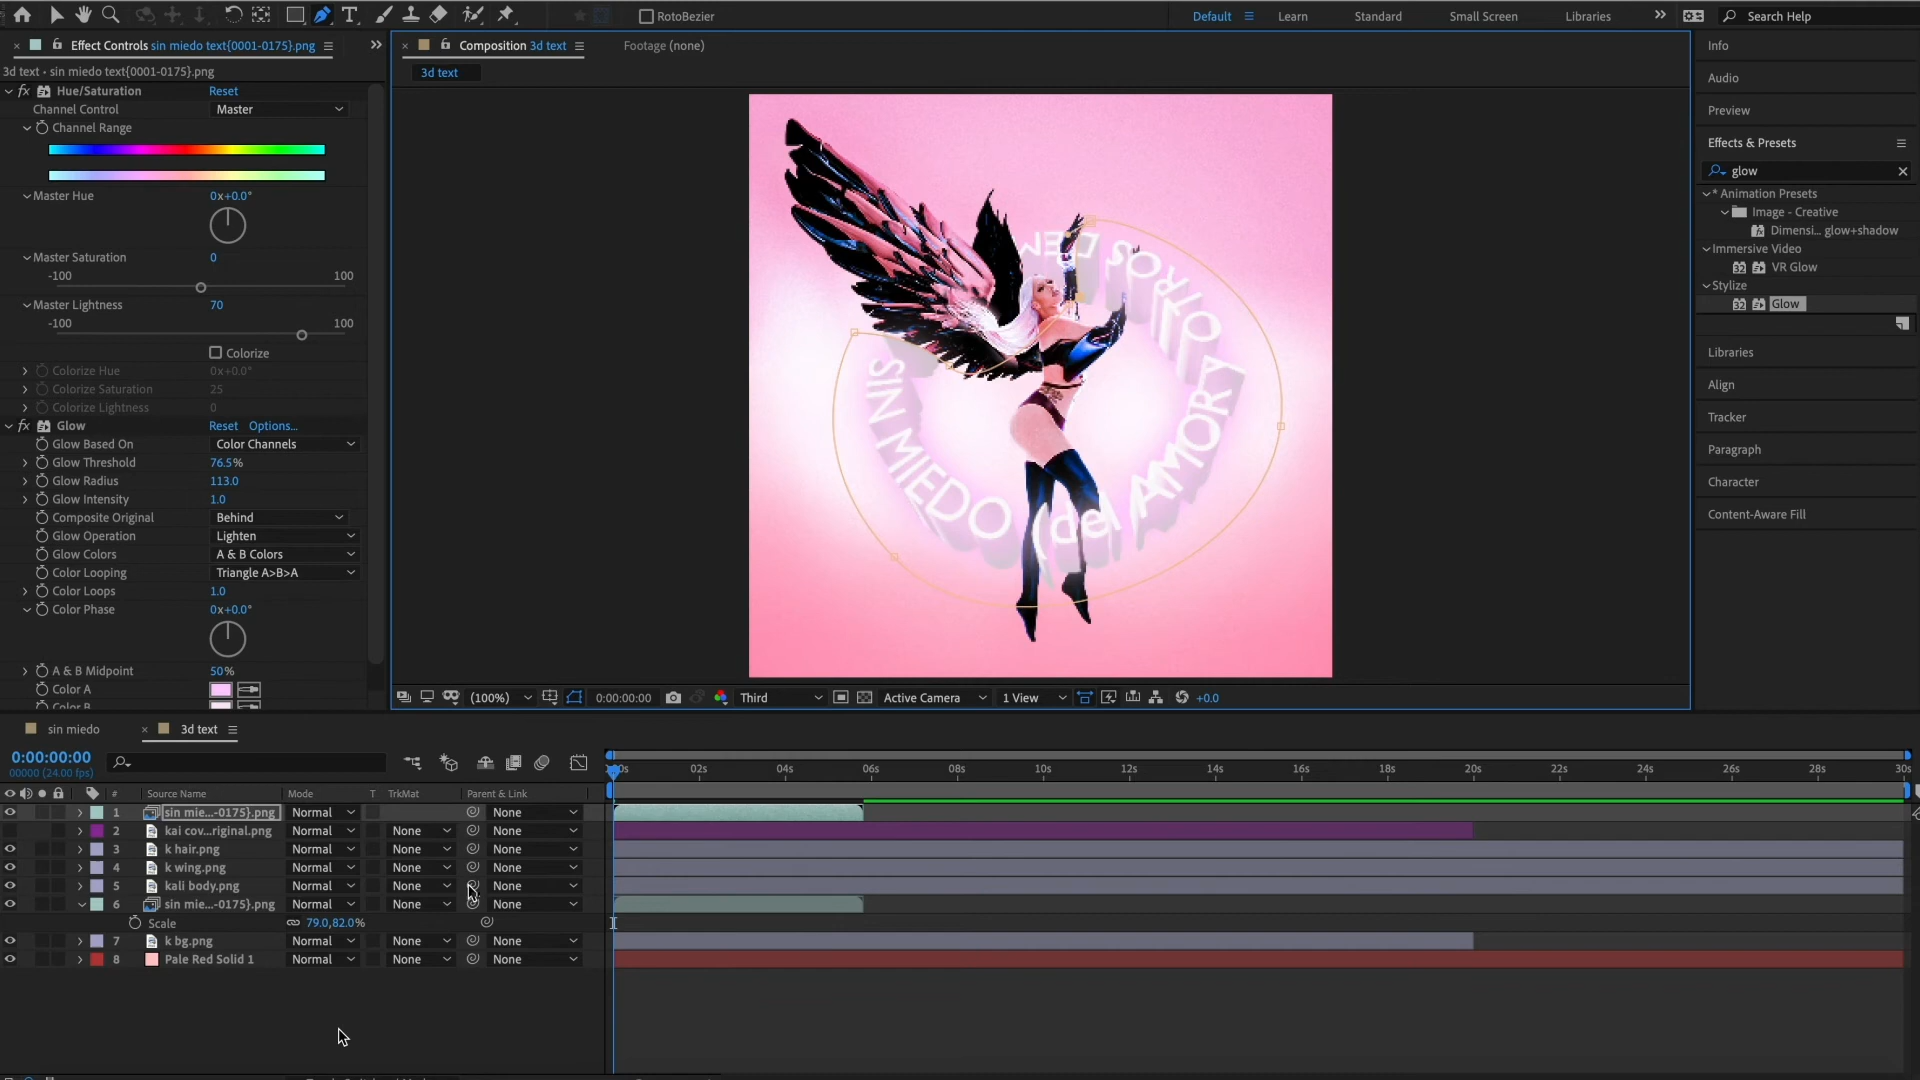 RotoBezier
Default
Learn
Standard
Small Screen
Libraries
Search Help
Effect Controls sin miedo text{0001-0175}.png
Composition 3d text
Footage (none)
3d text • sin miedo text{0001-0175}.png
3d text
fx Hue/Saturation Reset
Channel Control Master
Channel Range
Master Hue 0x+0.0°
Master Saturation 0
-100 100
Master Lightness 70
-100 100
Colorize
Colorize Hue 0x+0.0°
Colorize Saturation 25
Colorize Lightness 0
fx Glow Reset Options...
Glow Based On Color Channels
Glow Threshold 76.5%
Glow Radius 113.0
Glow Intensity 1.0
Composite Original Behind
Glow Operation Lighten
Glow Colors A & B Colors
Color Looping Triangle A>B>A
Color Loops 1.0
Color Phase 0x+0.0°
A & B Midpoint 50%
Color A
Color B
SIN MIEDO (del AMOR Y
OTROS DEM
(100%) 0:00:00:00 Third Active Camera 1 View +0.0
Info
Audio
Preview
Effects & Presets
glow
* Animation Presets
Image - Creative
Dimensi... glow+shadow
Immersive Video
32 VR Glow
Stylize
32 Glow
Libraries
Align
Tracker
Paragraph
Character
Content-Aware Fill
sin miedo
3d text
0:00:00:00
00000 (24.00 fps)
02s 04s 06s 08s 10s 12s 14s 16s 18s 20s 22s 24s 26s 28s 30s
# Source Name Mode T TrkMat Parent & Link
1 sin mie...-0175}.png Normal None
2 kai cov...riginal.png Normal None None
3 k hair.png Normal None None
4 k wing.png Normal None None
5 kali body.png Normal None None
6 sin mie...-0175}.png Normal None None
Scale 79.0,82.0%
7 k bg.png Normal None None
8 Pale Red Solid 1 Normal None None